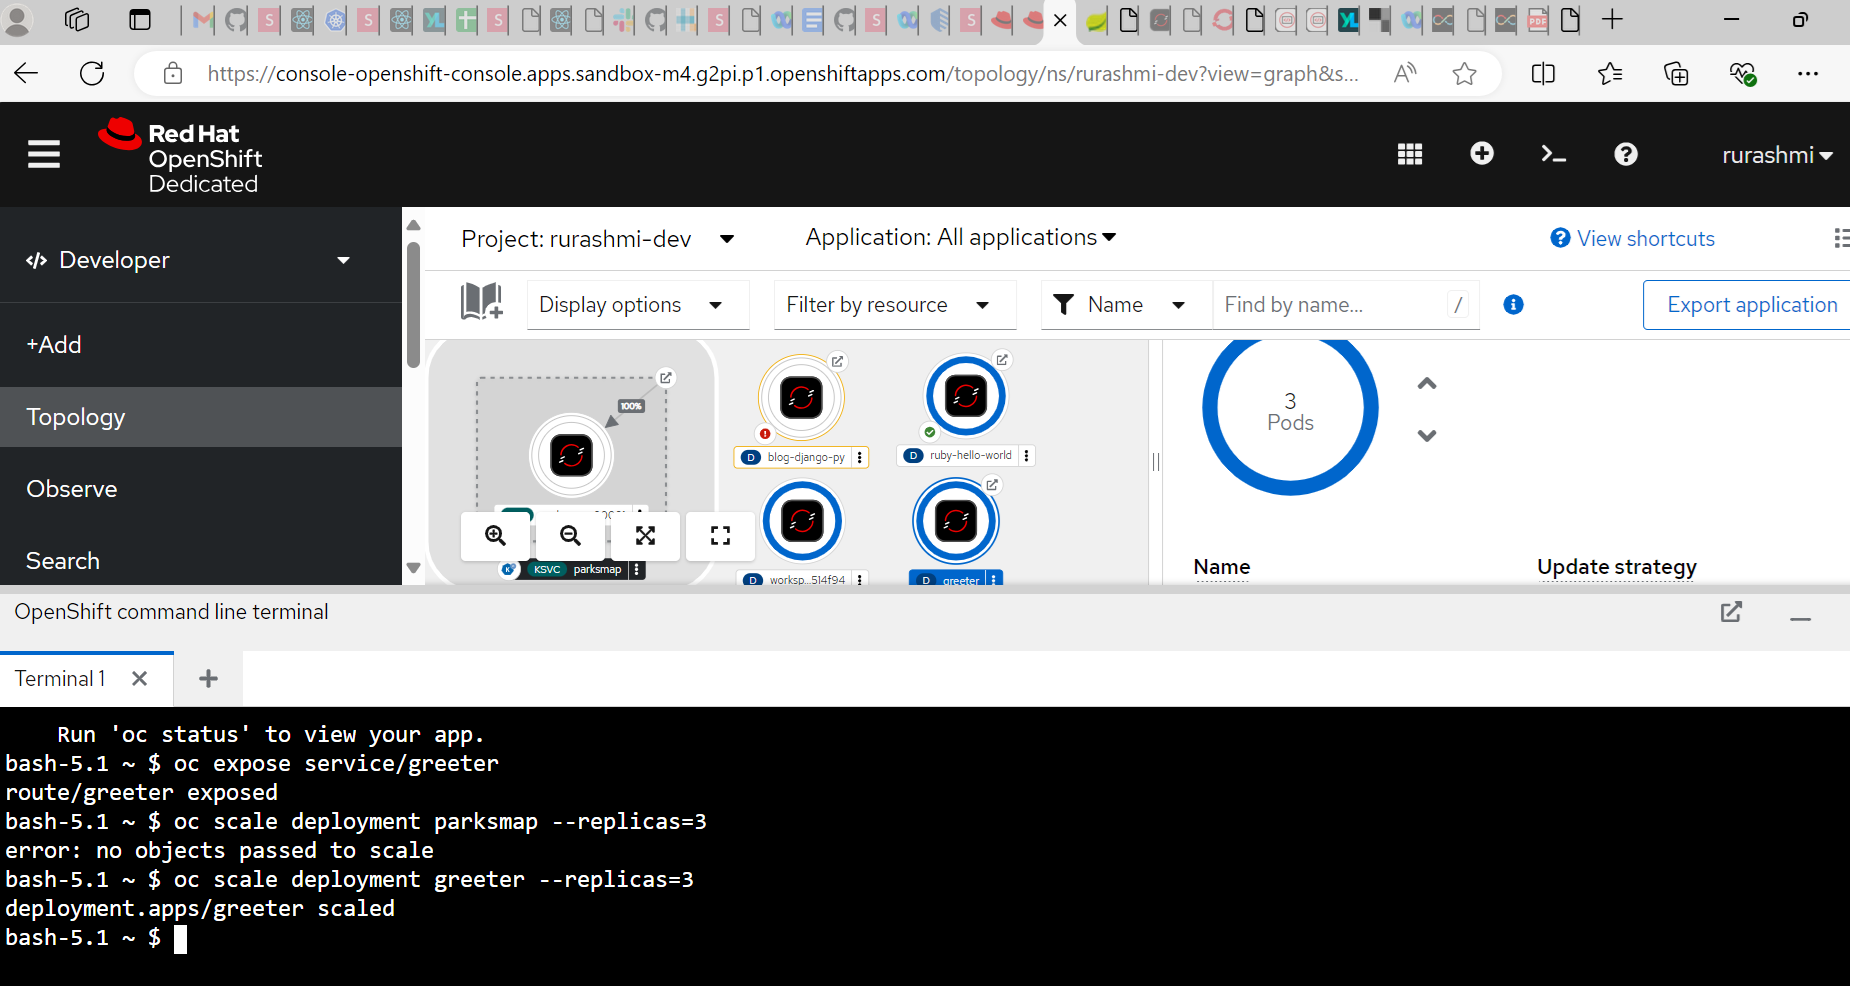 https://console-openshift-console.apps.sandbox-m4.g2pi.p1.openshiftapps.com/topology/ns/rurashmi-dev?view=graph&s...
Red Hat
OpenShift
Dedicated
rurashmi
Developer
Project: rurashmi-dev
Application: All applications
View shortcuts
Display options
Filter by resource
Name
Find by name...
/
Export application
+Add
Topology
Observe
Search
100%
D blog-django-py
D ruby-hello-world
3
Pods
KSVC parksmap
D worksp...514f94
D greeter
Name
Update strategy
OpenShift command line terminal
Terminal 1
Run 'oc status' to view your app.
bash-5.1 ~ $ oc expose service/greeter
route/greeter exposed
bash-5.1 ~ $ oc scale deployment parksmap --replicas=3
error: no objects passed to scale
bash-5.1 ~ $ oc scale deployment greeter --replicas=3
deployment.apps/greeter scaled
bash-5.1 ~ $